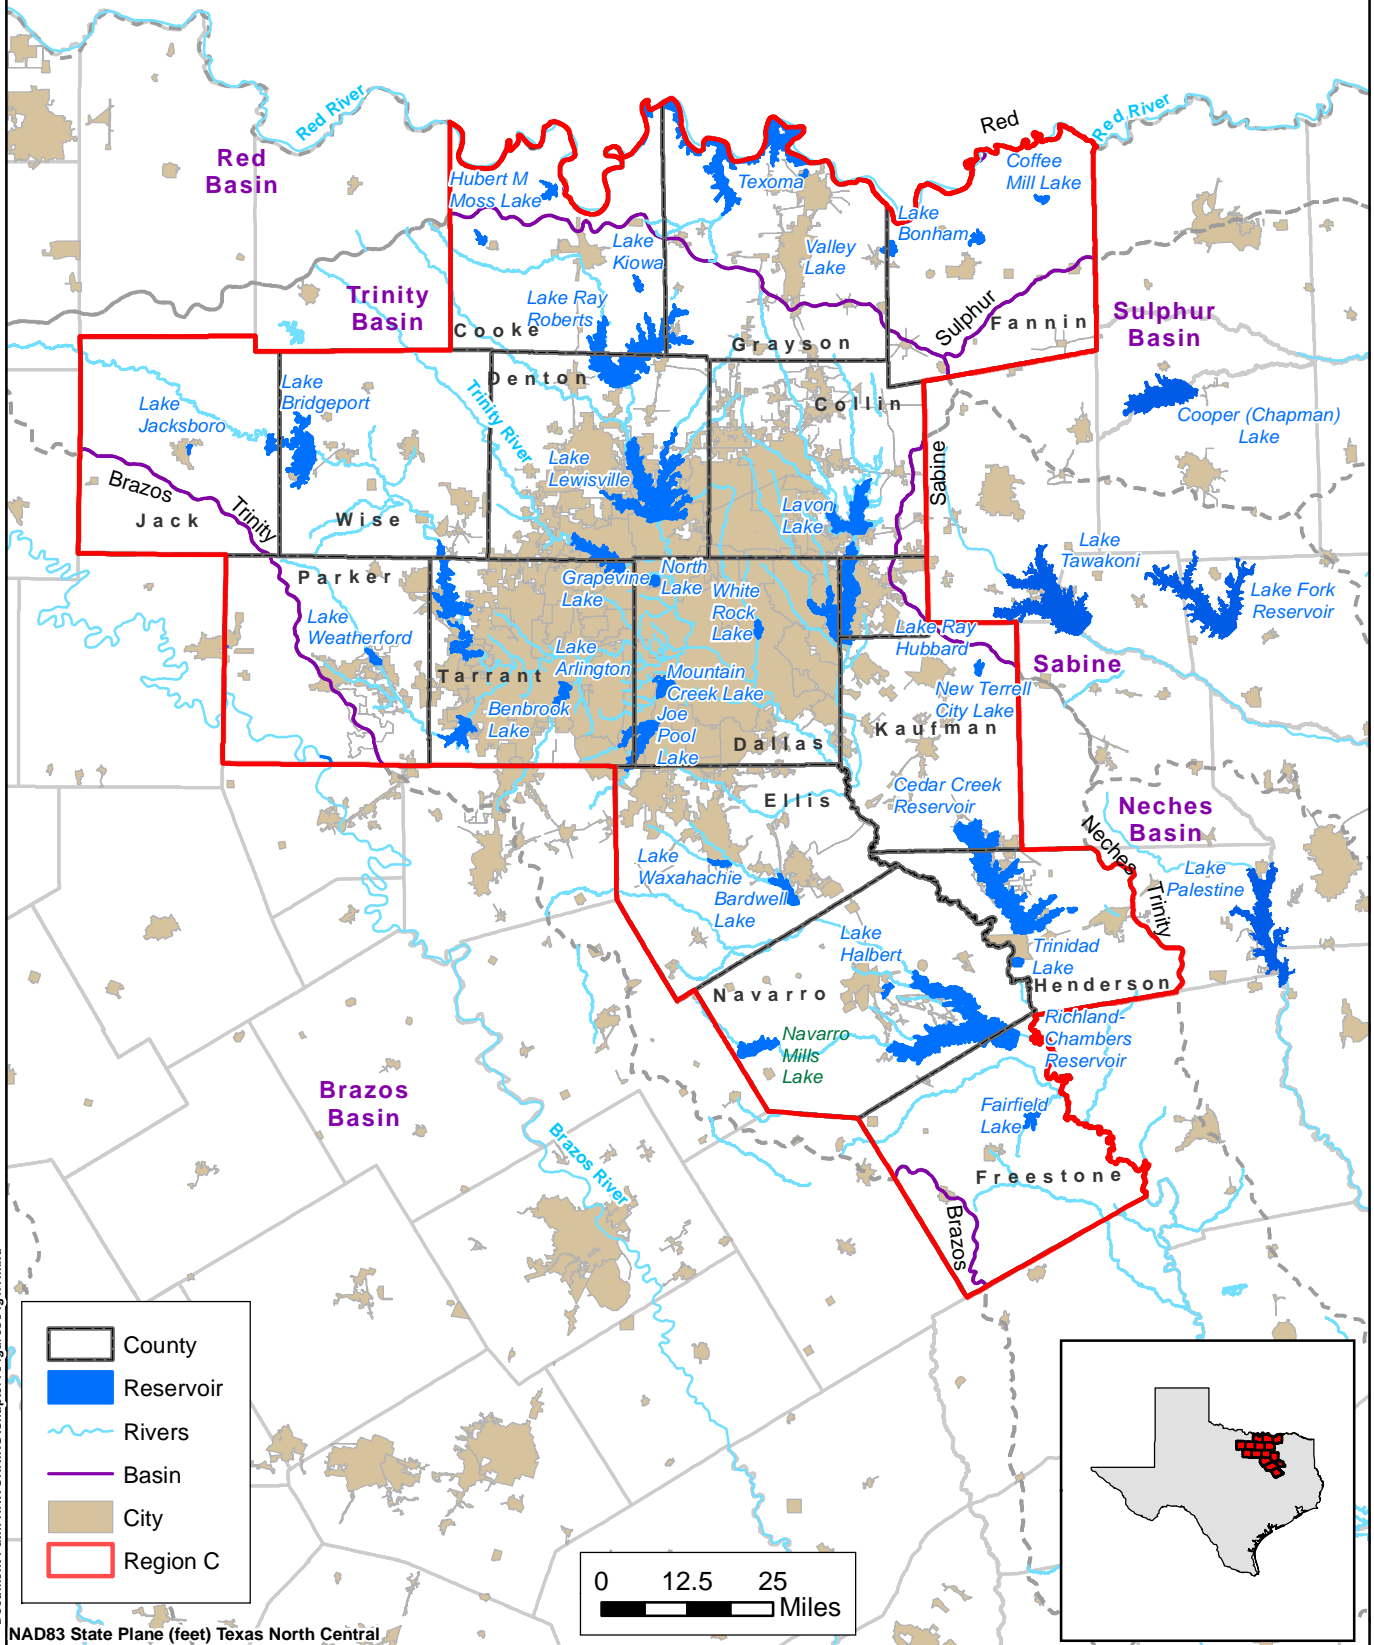 Red River
Red
Red River
Red
Basin
Coffee
Mill Lake
Hubert M
Moss Lake
Texoma
Lake
Bonham
Lake
Kiowa
Valley
Lake
Trinity
Basin
Lake Ray
Roberts
Cooke
Grayson
Sulphur
Fannin
Sulphur
Basin
Denton
Lake
Bridgeport
Lake
Jacksboro
Trinity River
Collin
Cooper (Chapman)
Lake
Lake
Lewisville
Sabine
Brazos
Trinity
Jack
Wise
Lavon
Lake
Lake
Tawakoni
Parker
Grapevine
Lake
North
Lake
White
Rock
Lake
Lake Fork
Reservoir
Lake
Weatherford
Lake Ray
Hubbard
Sabine
Lake
Arlington
Tarrant
Mountain
Creek Lake
New Terrell
City Lake
Benbrook
Lake
Joe
Pool
Lake
Dallas
Kaufman
Ellis
Cedar Creek
Reservoir
Neches
Basin
Neches
Trinity
Lake
Palestine
Lake
Waxahachie
Bardwell
Lake
Lake
Halbert
Trinidad
Lake
Henderson
Navarro
Navarro
Mills
Lake
Richland-
Chambers
Reservoir
Brazos
Basin
Fairfield
Lake
Brazos River
Freestone
Brazos
County
Reservoir
Rivers
Basin
City
Region C
0 12.5 25
Miles
NAD83 State Plane (feet) Texas North Central